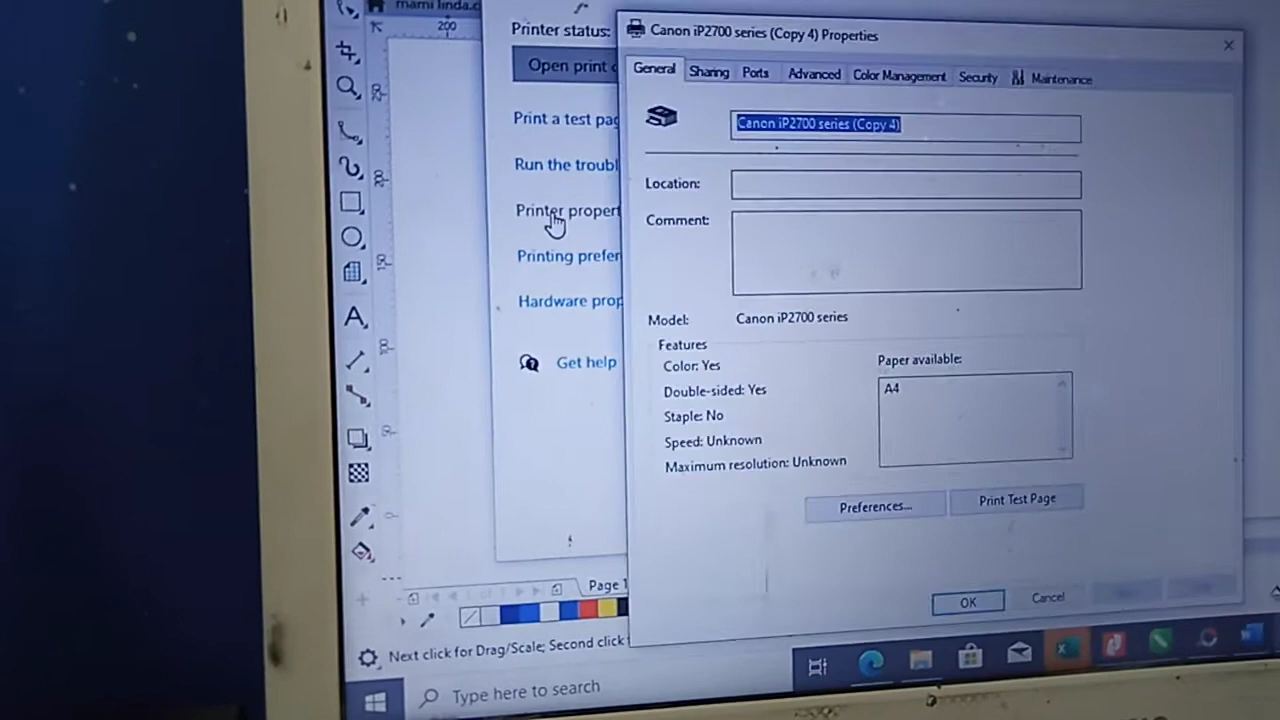 mami linda.c
200
Printer status:
Open print
Print a test pag
Run the troubl
Printer propert
Printing prefer
Hardware prop
Get help
Canon iP2700 series (Copy 4) Properties
General Sharing Ports Advanced Color Management Security Maintenance
Canon iP2700 series (Copy 4)
Location:
Comment:
Model: Canon iP2700 series
Features
Color: Yes
Double-sided: Yes
Staple: No
Speed: Unknown
Maximum resolution: Unknown
Paper available:
A4
Preferences...
Print Test Page
OK Cancel
Page 1
Next click for Drag/Scale; Second click
Type here to search